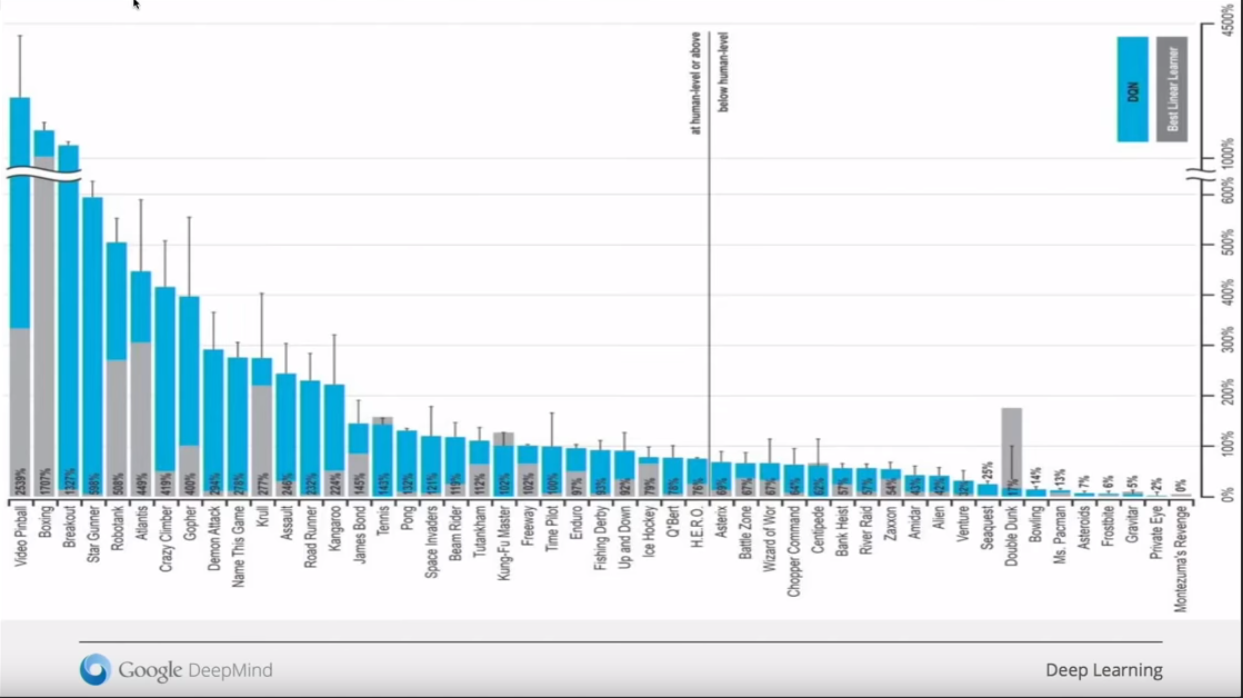 4500%
1000%
600%
500%
400%
300%
200%
100%
0%
at human-level or above
below human-level
DQN
Best Linear Learner
2539%
1707%
1327%
598%
508%
449%
419%
400%
294%
278%
277%
246%
232%
224%
145%
143%
132%
121%
119%
112%
102%
102%
100%
97%
93%
92%
79%
78%
76%
69%
67%
67%
64%
62%
57%
57%
54%
43%
42%
32%
25%
17%
14%
13%
7%
6%
5%
2%
0%
Video Pinball
Boxing
Breakout
Star Gunner
Robotank
Atlantis
Crazy Climber
Gopher
Demon Attack
Name This Game
Krull
Assault
Road Runner
Kangaroo
James Bond
Tennis
Pong
Space Invaders
Beam Rider
Tutankham
Kung-Fu Master
Freeway
Time Pilot
Enduro
Fishing Derby
Up and Down
Ice Hockey
Q*Bert
H.E.R.O.
Asterix
Battle Zone
Wizard of Wor
Chopper Command
Centipede
Bank Heist
River Raid
Zaxxon
Amidar
Alien
Venture
Seaquest
Double Dunk
Bowling
Ms. Pacman
Asteroids
Frostbite
Gravitar
Private Eye
Montezuma's Revenge
Google DeepMind
Deep Learning